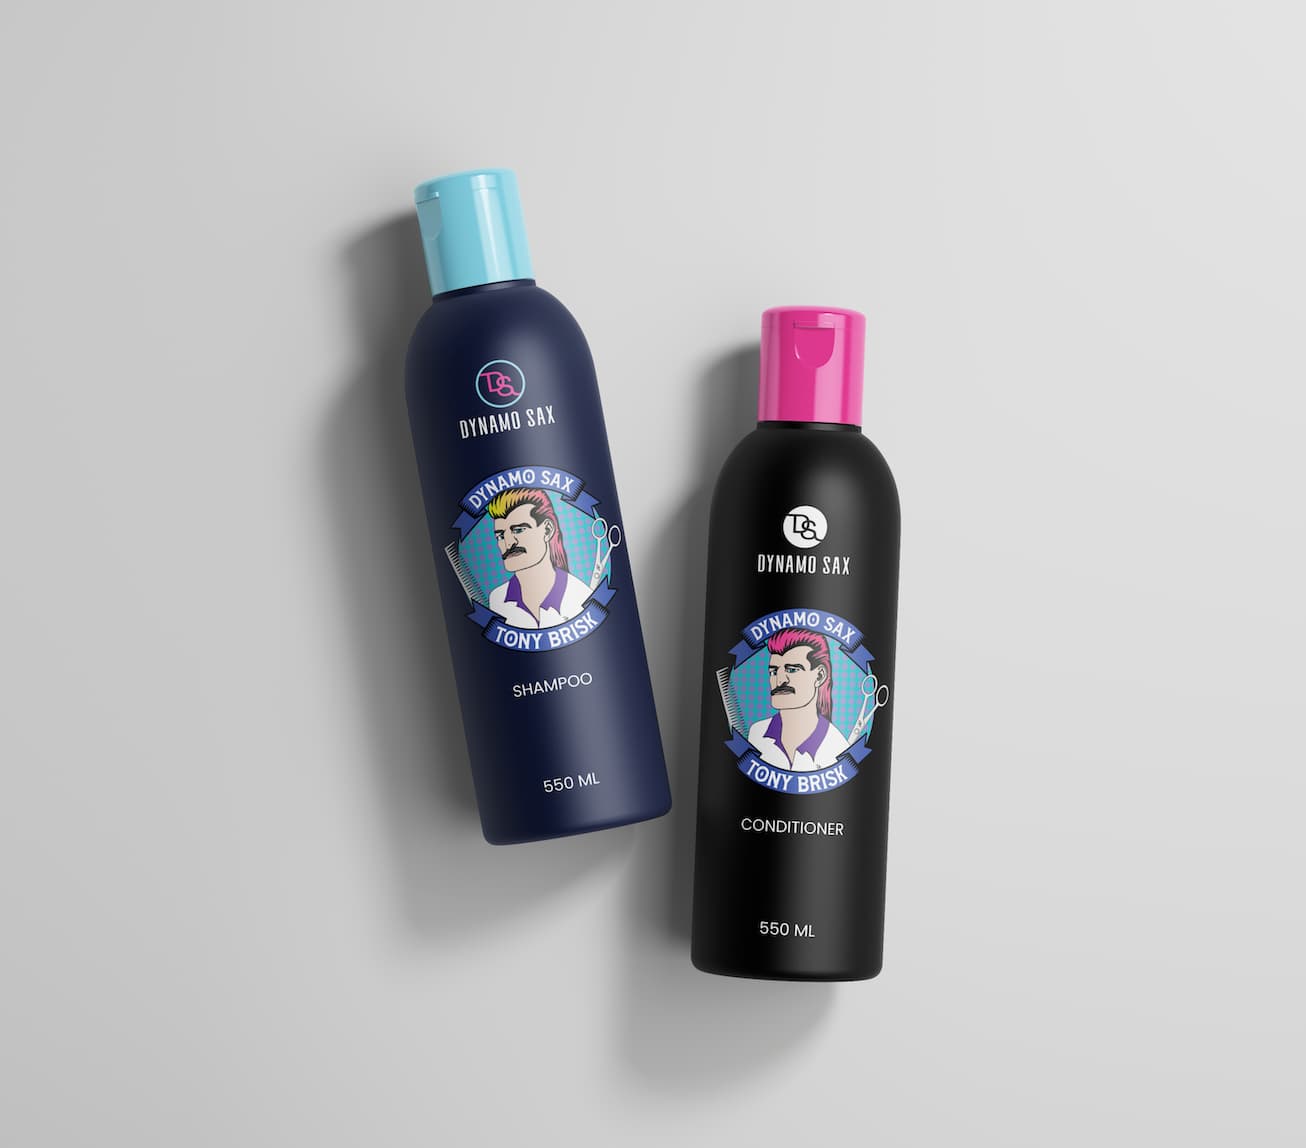 DS
DYNAMO SAX
DYNAMO SAX
TONY BRISK
SHAMPOO
550 ML
DS
DYNAMO SAX
DYNAMO SAX
TONY BRISK
CONDITIONER
550 ML